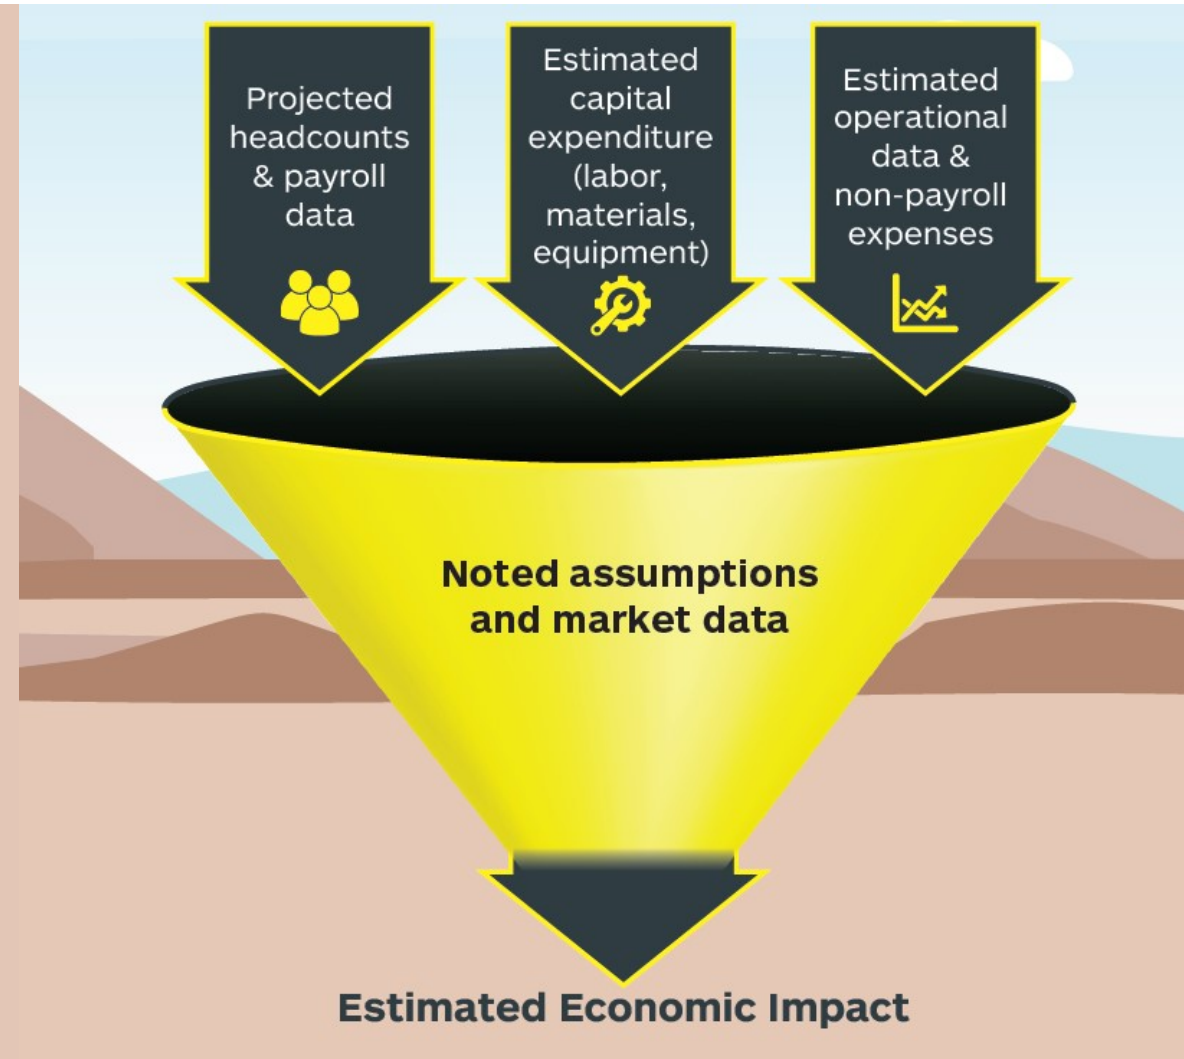 Projected
headcounts
& payroll
data
Estimated
capital
expenditure
(labor,
materials,
equipment)
Estimated
operational
data &
non-payroll
expenses
Noted assumptions
and market data
Estimated Economic Impact